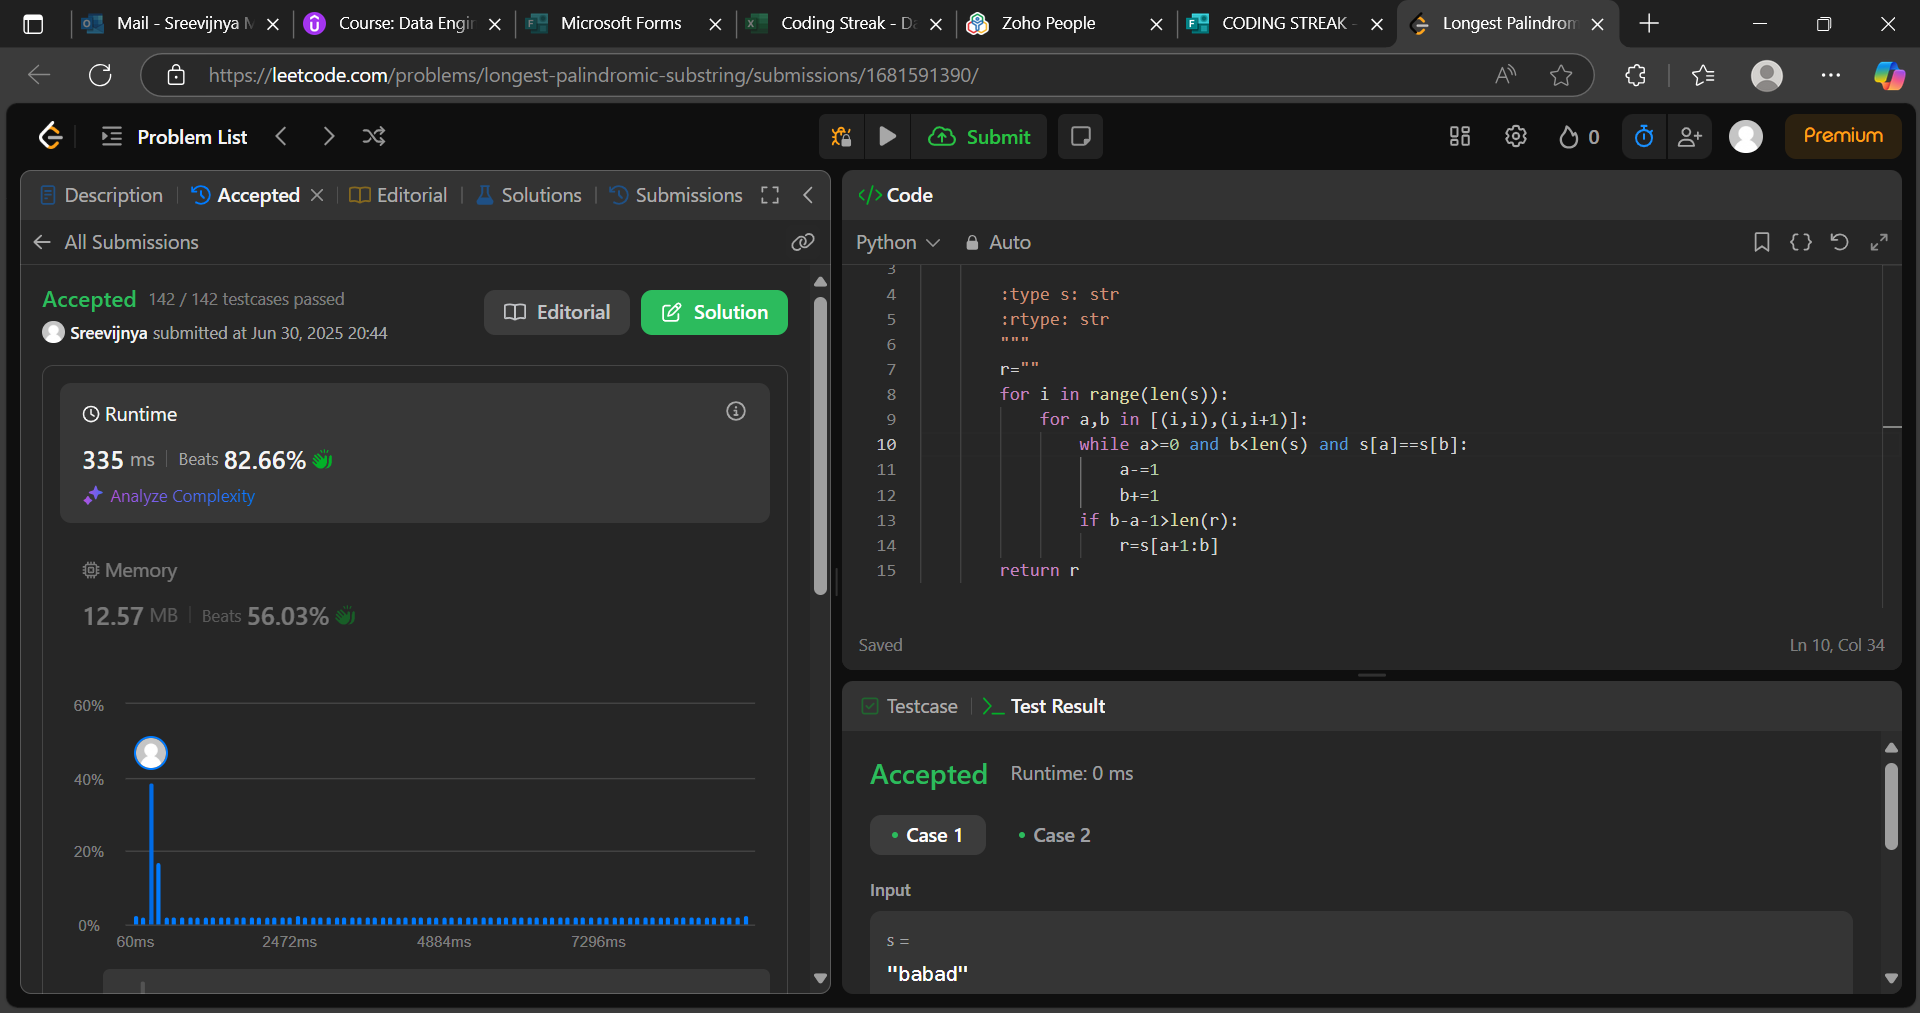 Mail - Sreevijnya M
Course: Data Engin
Microsoft Forms
Coding Streak - Da
Zoho People
CODING STREAK -
Longest Palindrom
https://leetcode.com/problems/longest-palindromic-substring/submissions/1681591390/
Problem List
Submit
0
Premium
Description
Accepted
Editorial
Solutions
Submissions
All Submissions
Accepted 142 / 142 testcases passed
Sreevijnya submitted at Jun 30, 2025 20:44
Editorial
Solution
Runtime
335 ms Beats 82.66%
Analyze Complexity
Memory
12.57 MB Beats 56.03%
60%
40%
20%
0%
60ms 2472ms 4884ms 7296ms
</> Code
Python
Auto
3
4 :type s: str
5 :rtype: str
6 """
7 r=""
8 for i in range(len(s)):
9 for a,b in [(i,i),(i,i+1)]:
10 while a>=0 and b<len(s) and s[a]==s[b]:
11 a-=1
12 b+=1
13 if b-a-1>len(r):
14 r=s[a+1:b]
15 return r
Saved
Ln 10, Col 34
Testcase
>_ Test Result
Accepted Runtime: 0 ms
• Case 1 • Case 2
Input
s =
"babad"